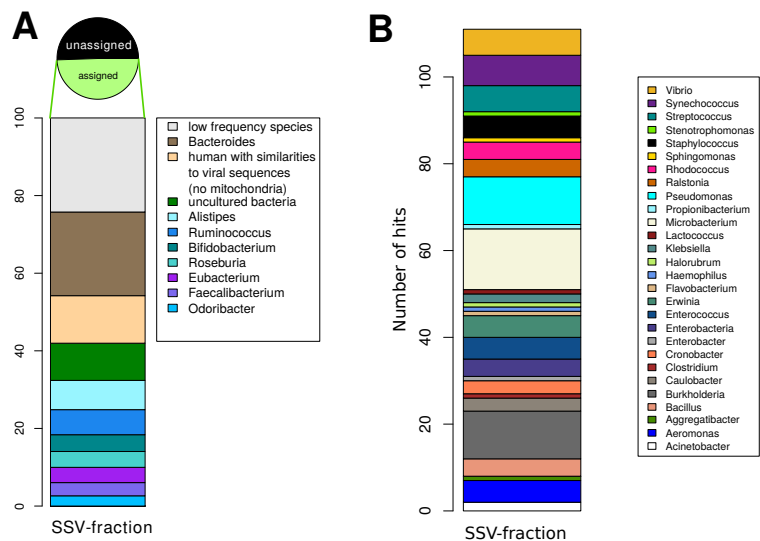 A
unassigned
assigned
100
80
60
40
20
0
SSV-fraction
low frequency species
Bacteroides
human with similarities
to viral sequences
(no mitochondria)
uncultured bacteria
Alistipes
Ruminococcus
Bifidobacterium
Roseburia
Eubacterium
Faecalibacterium
Odoribacter
B
Number of hits
100
80
60
40
20
0
SSV-fraction
Vibrio
Synechococcus
Streptococcus
Stenotrophomonas
Staphylococcus
Sphingomonas
Rhodococcus
Ralstonia
Pseudomonas
Propionibacterium
Microbacterium
Lactococcus
Klebsiella
Halorubrum
Haemophilus
Flavobacterium
Erwinia
Enterococcus
Enterobacteria
Enterobacter
Cronobacter
Clostridium
Caulobacter
Burkholderia
Bacillus
Aggregatibacter
Aeromonas
Acinetobacter